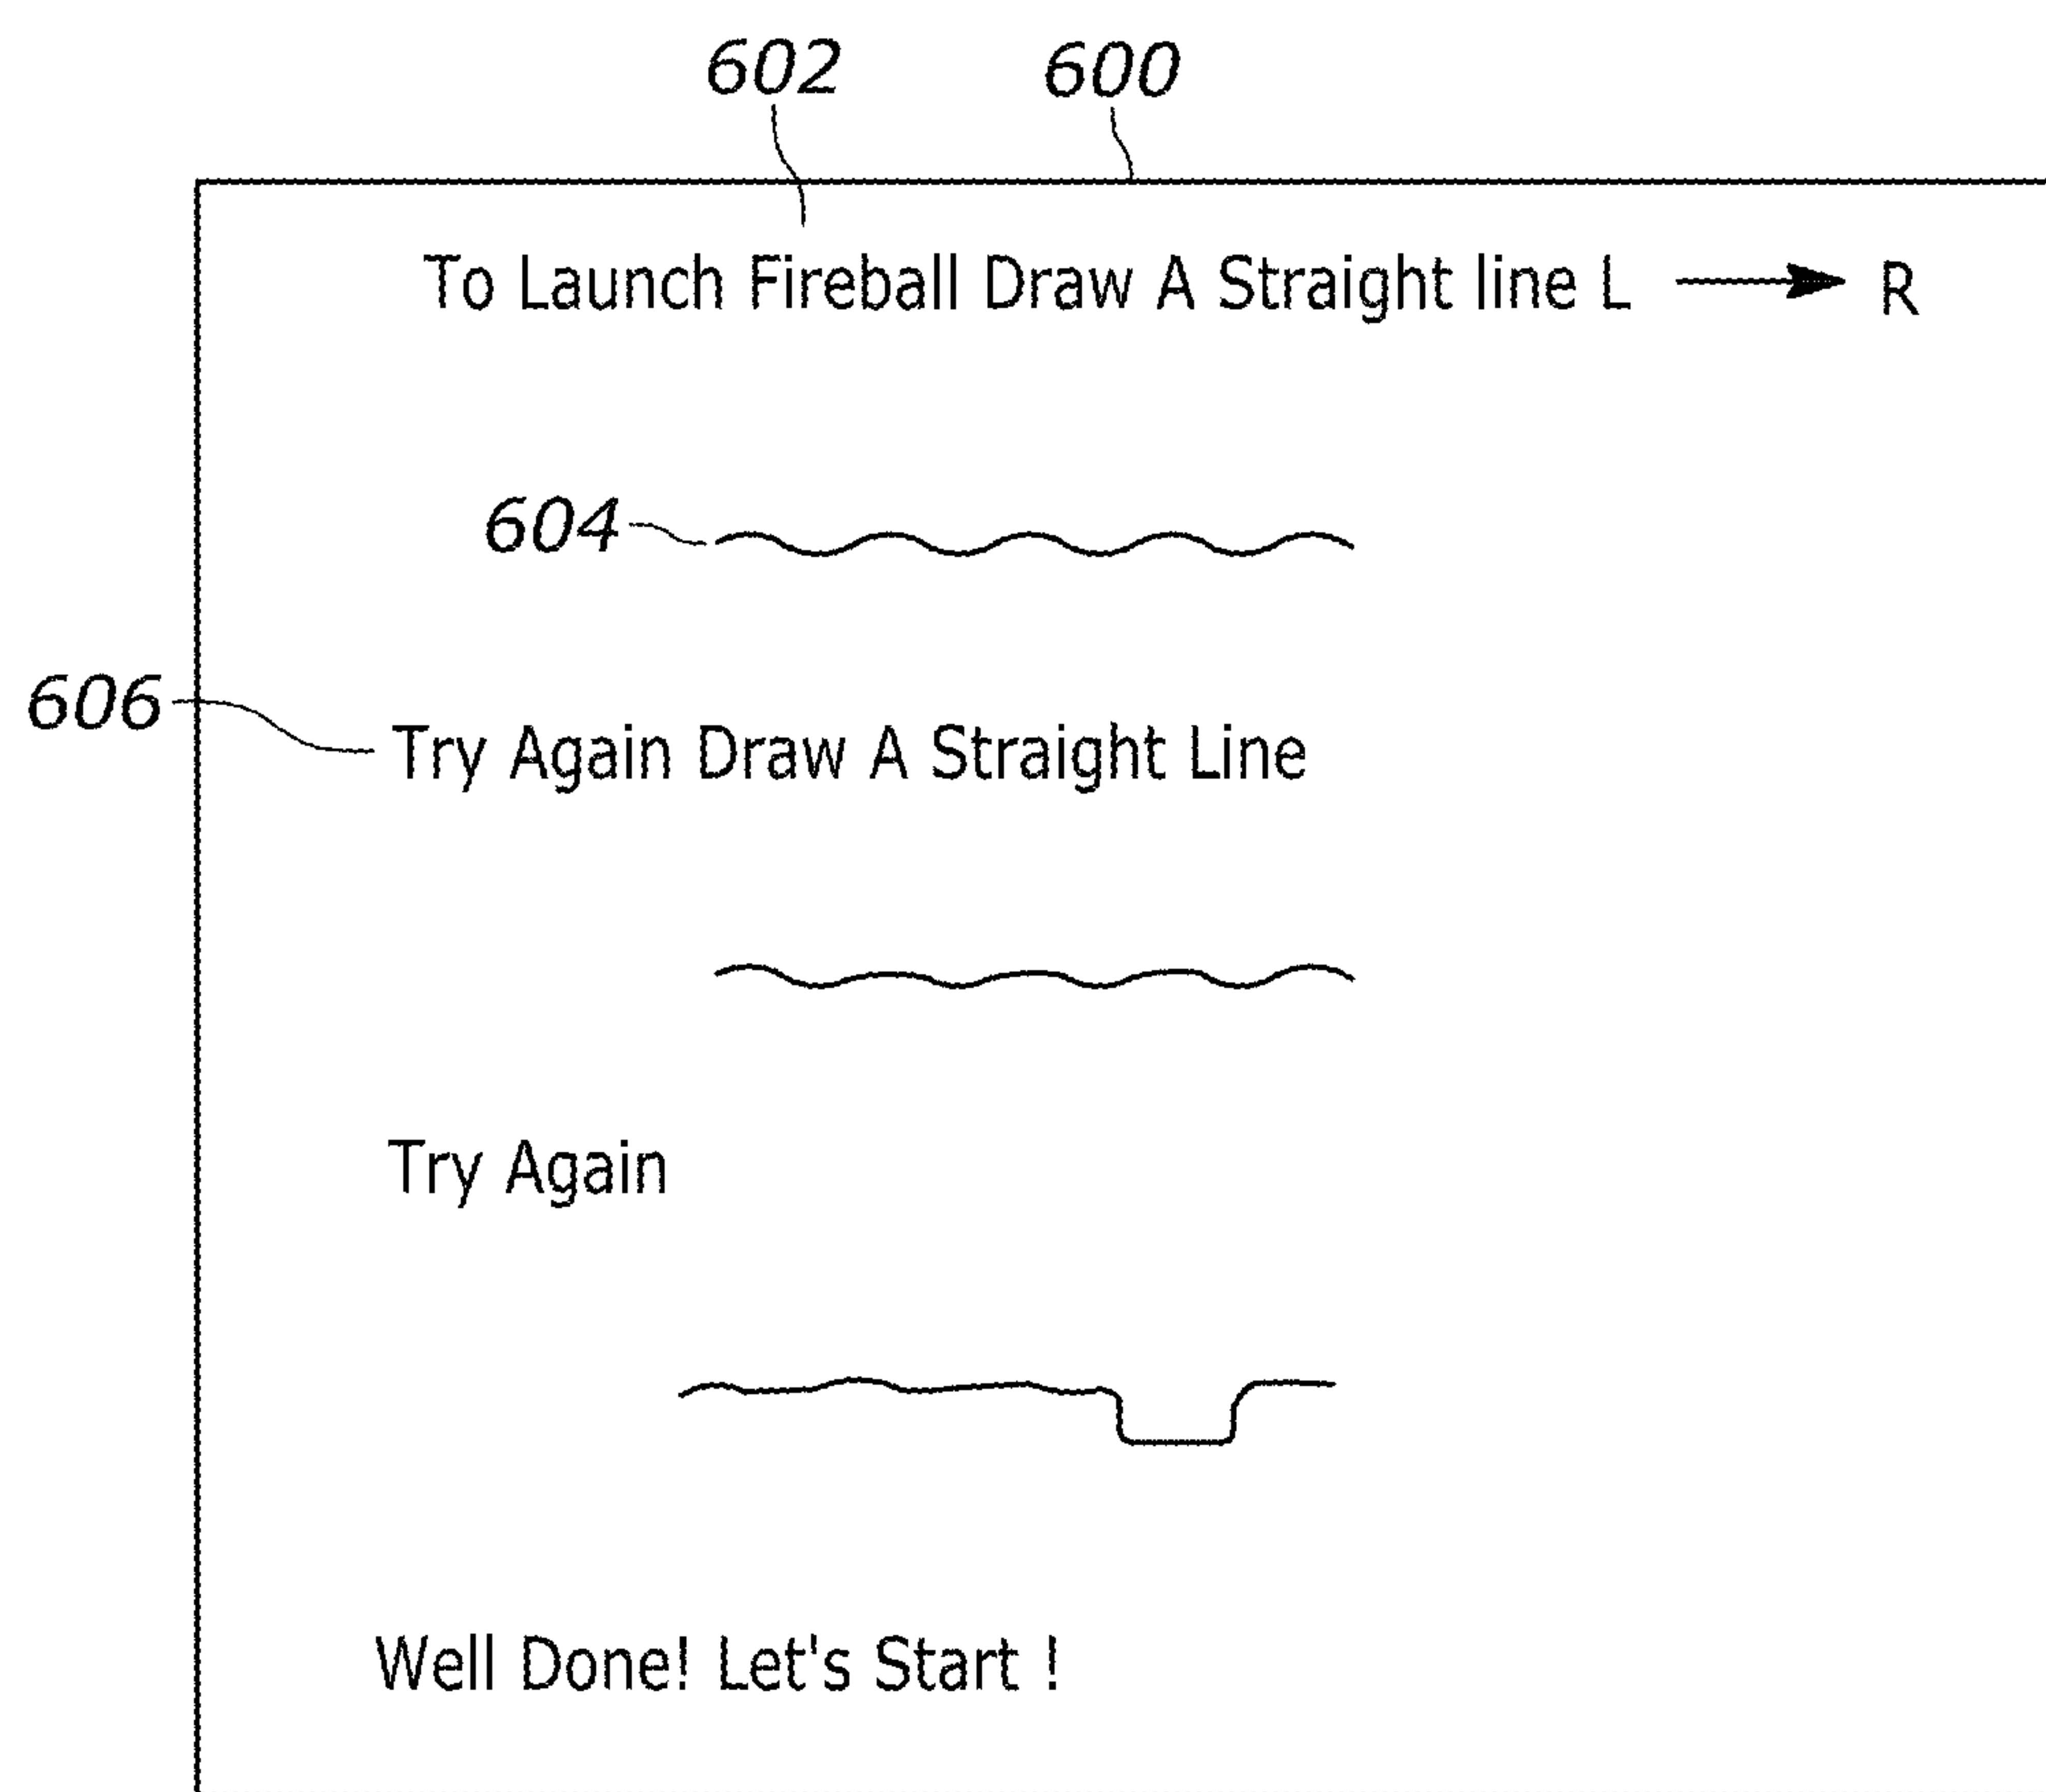 602 600
To Launch Fireball Draw A Straight line L R
604
606
Try Again Draw A Straight Line
Try Again
Well Done! Let's Start !